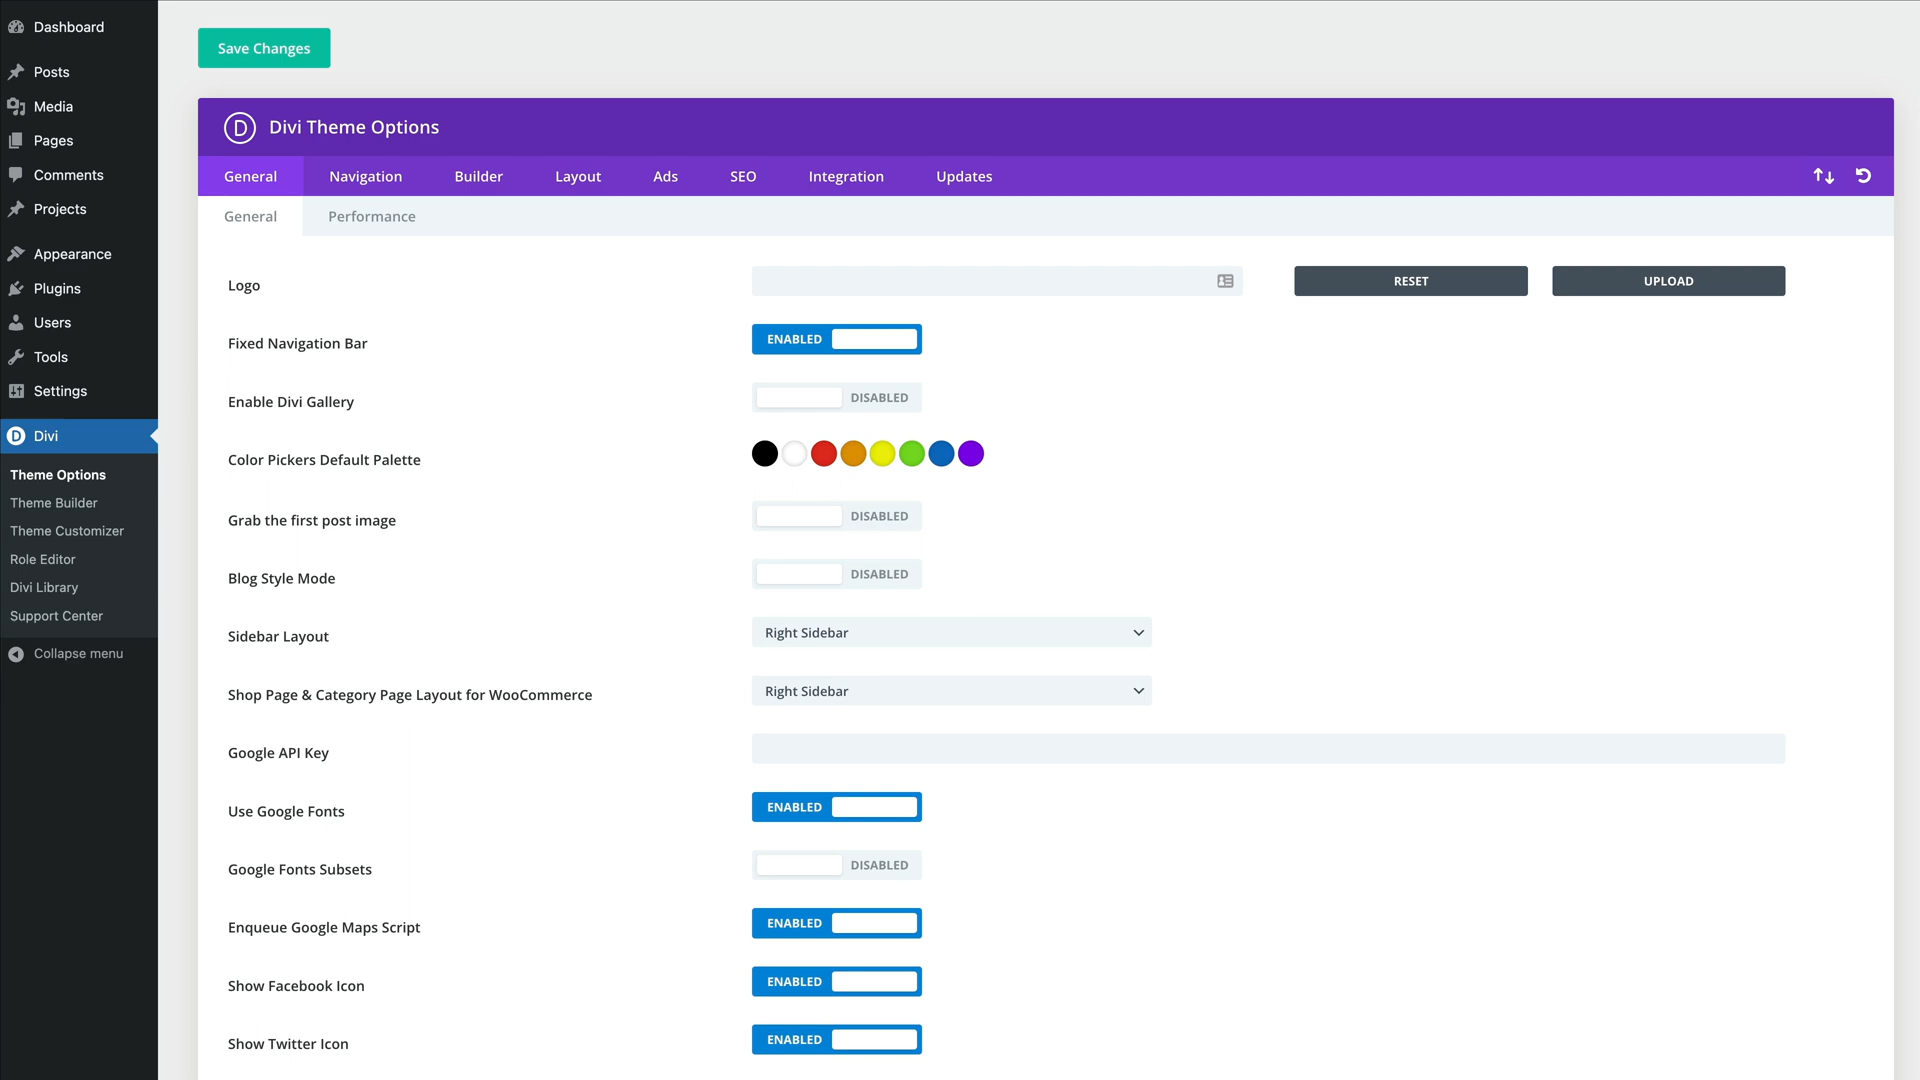 Dashboard
Posts
Media
Pages
Comments
Projects
Appearance
Plugins
Users
Tools
Settings
D Divi
Theme Options
Theme Builder
Theme Customizer
Role Editor
Divi Library
Support Center
Collapse menu
Save Changes
D Divi Theme Options
General Navigation Builder Layout Ads SEO Integration Updates
General Performance
Logo RESET UPLOAD
Fixed Navigation Bar ENABLED
Enable Divi Gallery DISABLED
Color Pickers Default Palette
Grab the first post image DISABLED
Blog Style Mode DISABLED
Sidebar Layout Right Sidebar
Shop Page & Category Page Layout for WooCommerce Right Sidebar
Google API Key
Use Google Fonts ENABLED
Google Fonts Subsets DISABLED
Enqueue Google Maps Script ENABLED
Show Facebook Icon ENABLED
Show Twitter Icon ENABLED